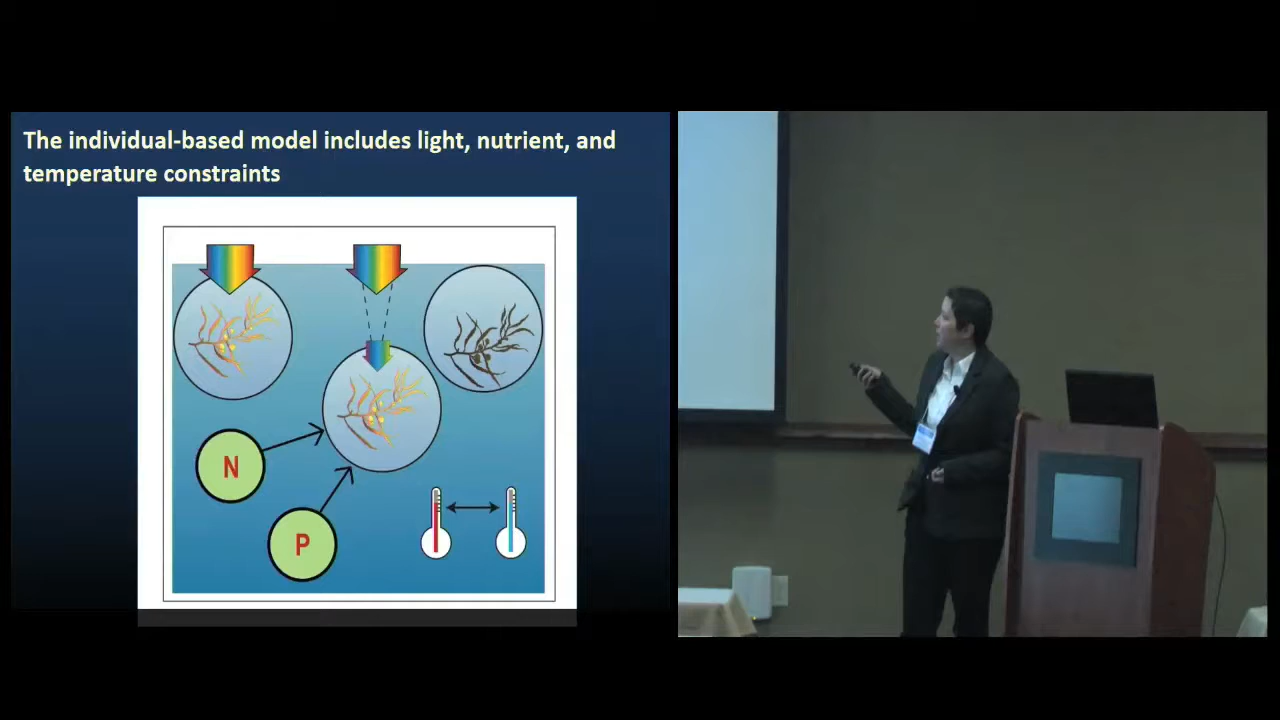 The individual-based model includes light, nutrient, and
temperature constraints
N
P